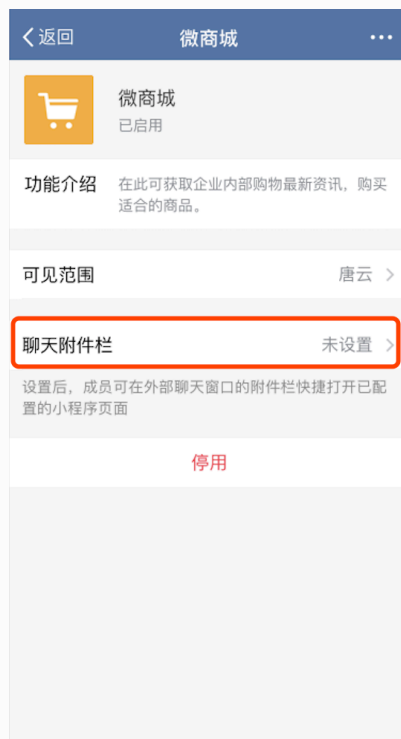 返回
微商城
微商城
已启用
功能介绍
在此可获取企业内部购物最新资讯，购买
适合的商品。
可见范围
唐云
聊天附件栏
未设置
设置后，成员可在外部聊天窗口的附件栏快捷打开已配
置的小程序页面
停用